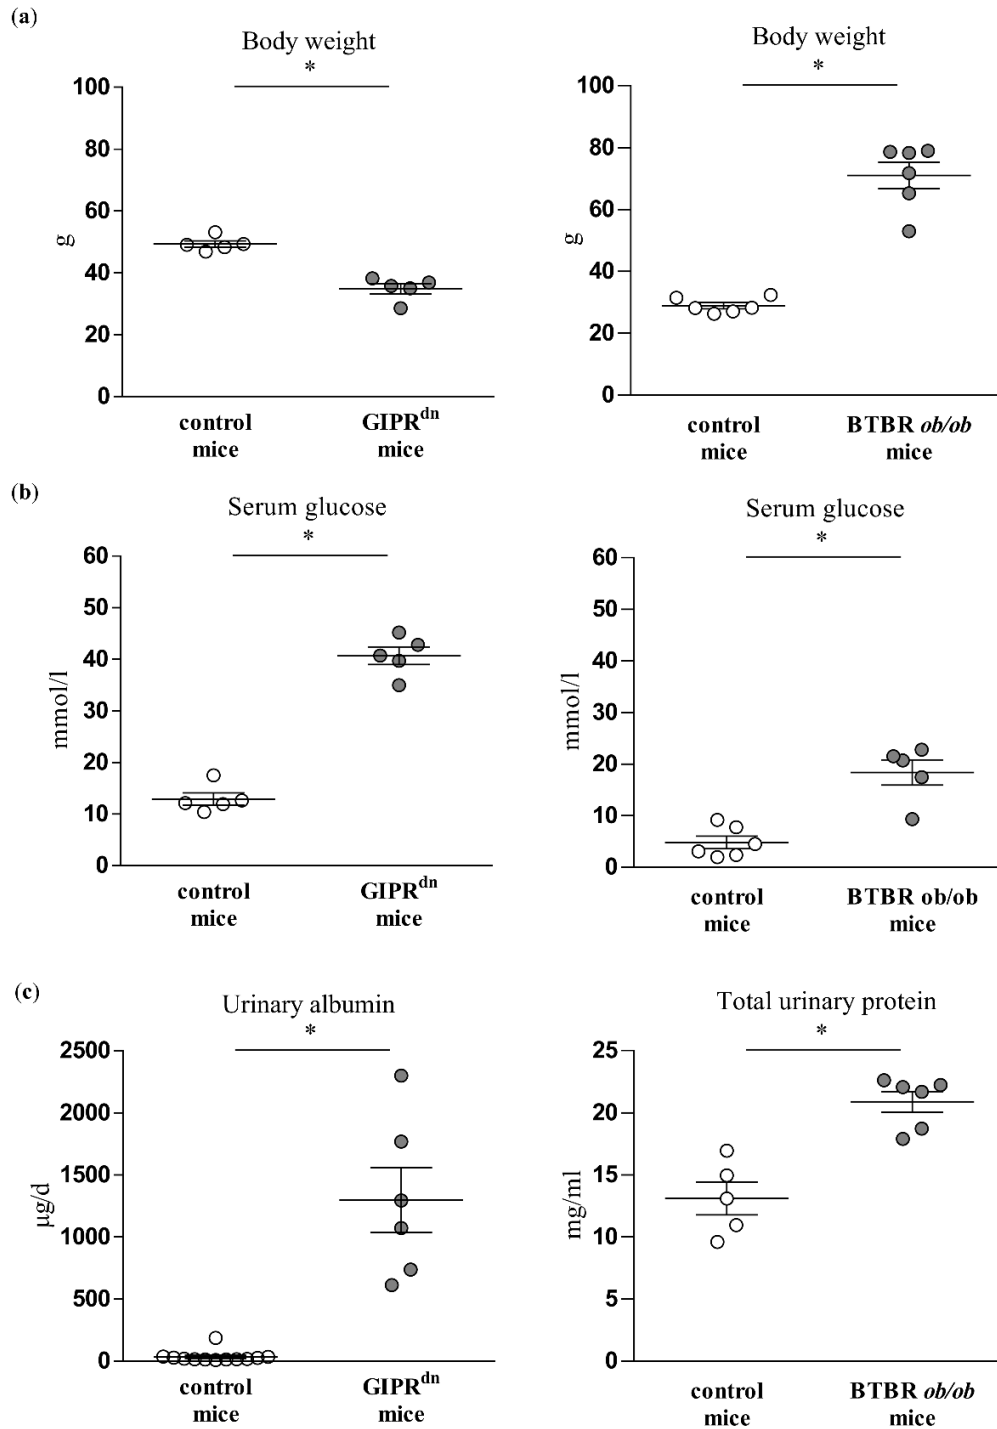 (a)
Body weight
*
100
80
60
40
20
0
g
control
mice
GIPRdn
mice
Body weight
*
100
80
60
40
20
0
g
control
mice
BTBR ob/ob
mice
(b)
Serum glucose
*
60
50
40
30
20
10
0
mmol/l
control
mice
GIPRdn
mice
Serum glucose
*
60
50
40
30
20
10
0
mmol/l
control
mice
BTBR ob/ob
mice
(c)
Urinary albumin
*
2500
2000
1500
1000
500
0
µg/d
control
mice
GIPRdn
mice
Total urinary protein
*
25
20
15
10
5
0
mg/ml
control
mice
BTBR ob/ob
mice